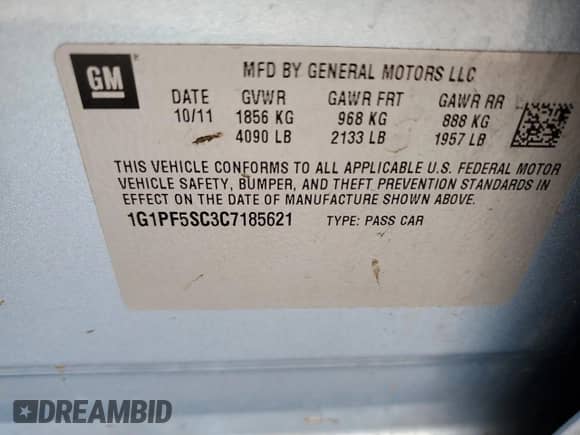 GM
MFD BY GENERAL MOTORS LLC
DATE GVWR GAWR FRT GAWR RR
10/11 1856 KG 968 KG 888 KG
4090 LB 2133 LB 1957 LB
THIS VEHICLE CONFORMS TO ALL APPLICABLE U.S. FEDERAL MOTOR
VEHICLE SAFETY, BUMPER, AND THEFT PREVENTION STANDARDS IN
EFFECT ON THE DATE OF MANUFACTURE SHOWN ABOVE.
1G1PF5SC3C7185621 TYPE: PASS CAR
DREAMBID